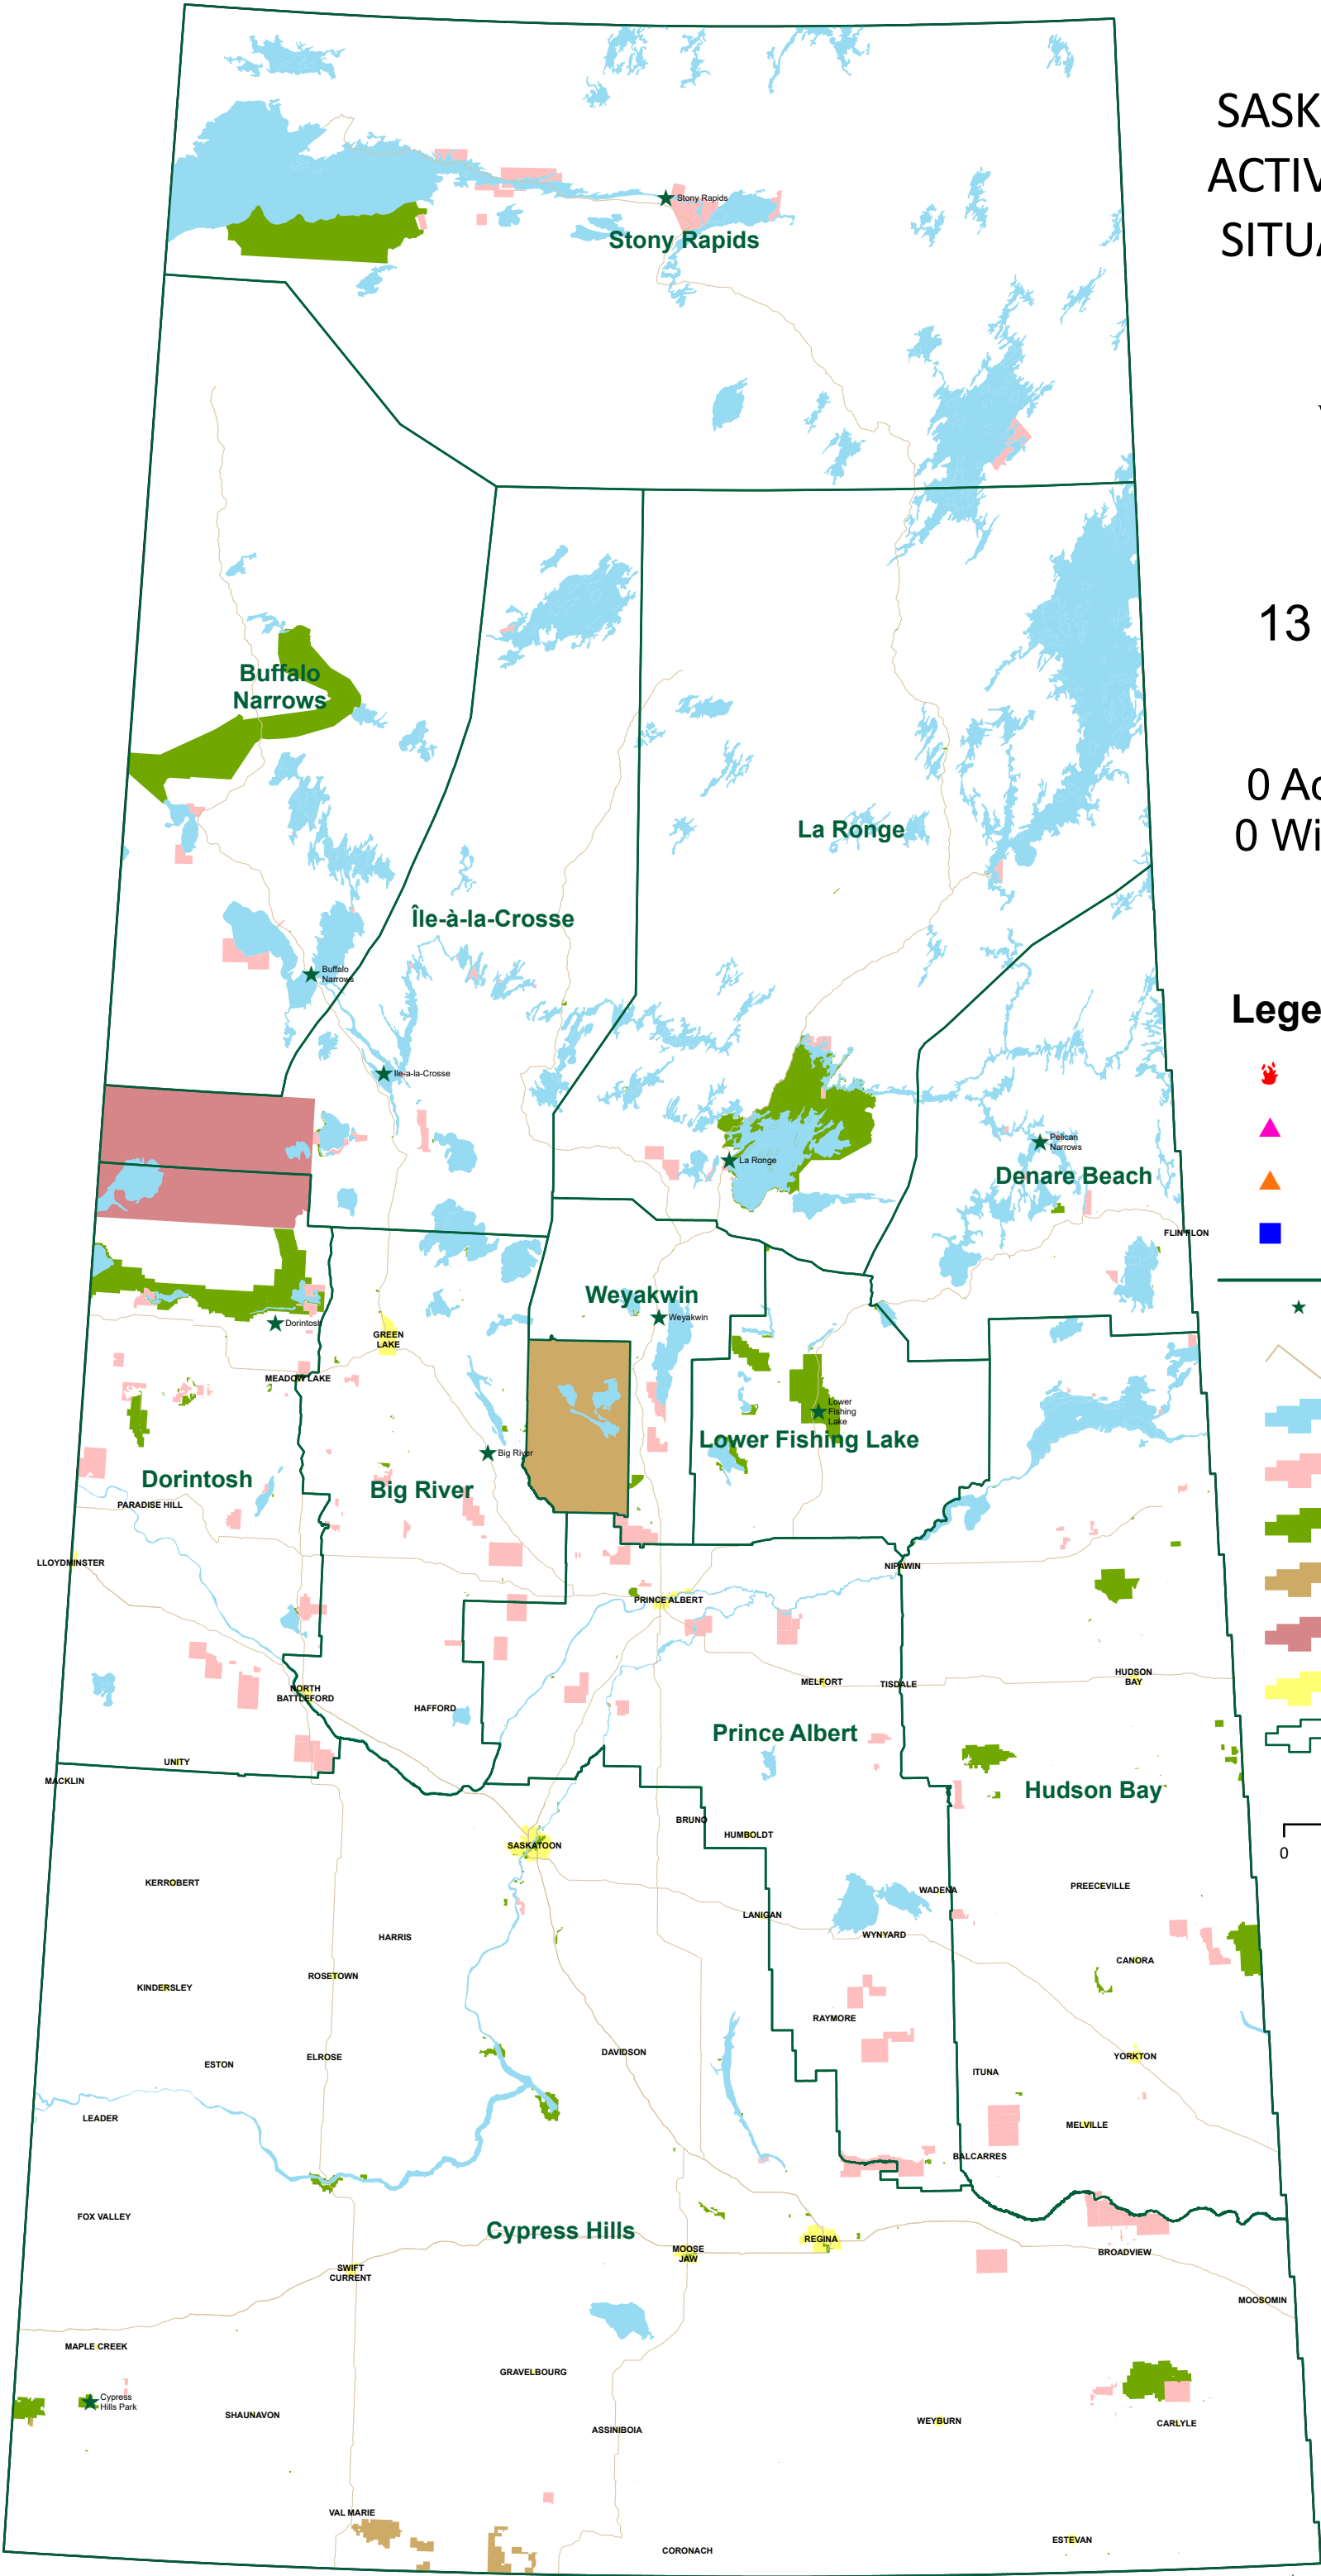 SASK
ACTIV
SITUA
Stony Rapids
Stony Rapids
13
Buffalo
Narrows
0 Ac
0 Wi
La Ronge
Île-à-la-Crosse
Buffalo
Narrows
Lege
Ile-a-la-Crosse
Pelican
Narrows
La Ronge
Denare Beach
FLIN FLON
Weyakwin
Weyakwin
Dorintosh
GREEN
LAKE
MEADOW LAKE
Lower
Fishing
Lake
Lower Fishing Lake
Big River
Dorintosh
Big River
PARADISE HILL
LLOYDMINSTER
NIPAWIN
PRINCE ALBERT
HUDSON
BAY
MELFORT
TISDALE
NORTH
BATTLEFORD
HAFFORD
Prince Albert
UNITY
MACKLIN
Hudson Bay
BRUNO
HUMBOLDT
SASKATOON
0
KERROBERT
PREECEVILLE
WADENA
LANIGAN
WYNYARD
HARRIS
CANORA
ROSETOWN
KINDERSLEY
RAYMORE
DAVIDSON
YORKTON
ELROSE
ESTON
ITUNA
LEADER
MELVILLE
BALCARRES
FOX VALLEY
Cypress Hills
REGINA
MOOSE
JAW
BROADVIEW
SWIFT
CURRENT
MOOSOMIN
MAPLE CREEK
GRAVELBOURG
Cypress
Hills Park
SHAUNAVON
WEYBURN
CARLYLE
ASSINIBOIA
VAL MARIE
ESTEVAN
CORONACH